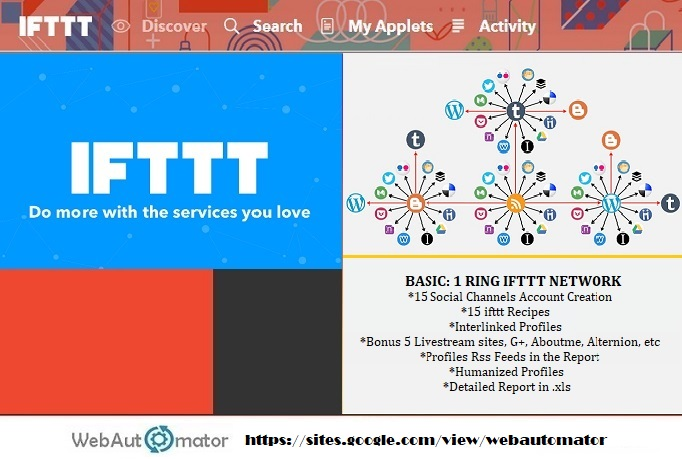 IFTTT Discover Search My Applets Activity
IFTTT
Do more with the services you love
BASIC: 1 RING IFTTT NETWORK
*15 Social Channels Account Creation
*15 ifttt Recipes
*Interlinked Profiles
*Bonus 5 Livestream sites, G+, Aboutme, Alternion, etc
*Profiles Rss Feeds in the Report
*Humanized Profiles
*Detailed Report in .xls
WebAutomator https://sites.google.com/view/webautomator